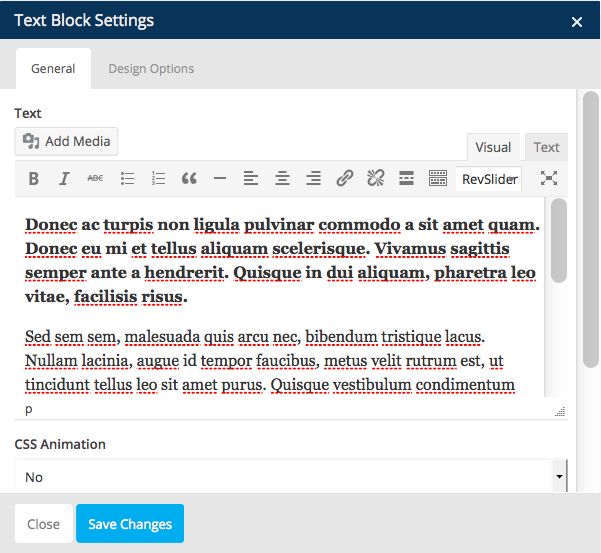 Text Block Settings ×
General Design Options
Text
Add Media
Visual Text
B I ABC RevSlider
Donec ac turpis non ligula pulvinar commodo a sit amet quam.
Donec eu mi et tellus aliquam scelerisque. Vivamus sagittis
semper ante a hendrerit. Quisque in dui aliquam, pharetra leo
vitae, facilisis risus.
Sed sem sem, malesuada quis arcu nec, bibendum tristique lacus.
Nullam lacinia, augue id tempor faucibus, metus velit rutrum est, ut
tincidunt tellus leo sit amet purus. Quisque vestibulum condimentum
p
CSS Animation
No
Close Save Changes